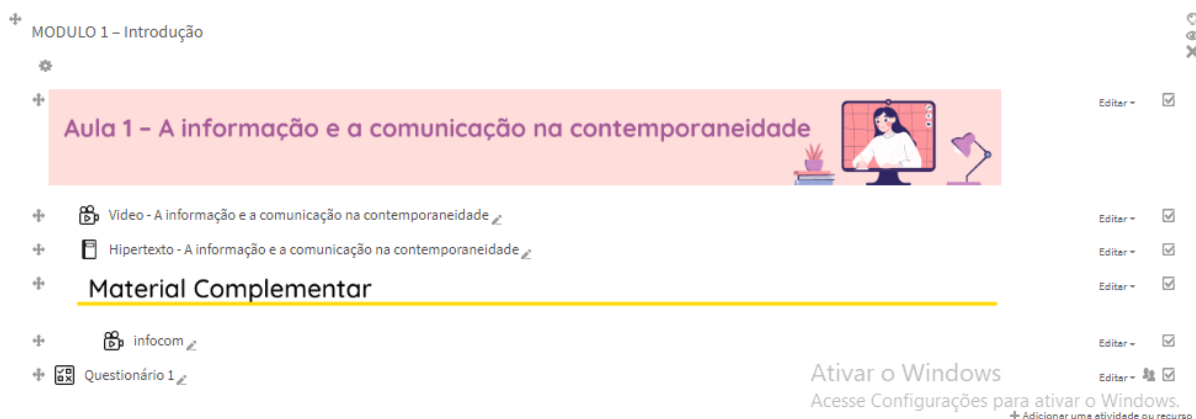 MODULO 1 – Introdução
Aula 1 – A informação e a comunicação na contemporaneidade
Editar
Video - A informação e a comunicação na contemporaneidade
Editar
Hipertexto - A informação e a comunicação na contemporaneidade
Editar
Material Complementar
Editar
infocom
Editar
Questionário 1
Editar
Ativar o Windows
Acesse Configurações para ativar o Windows.
+ Adicionar uma atividade ou recurso